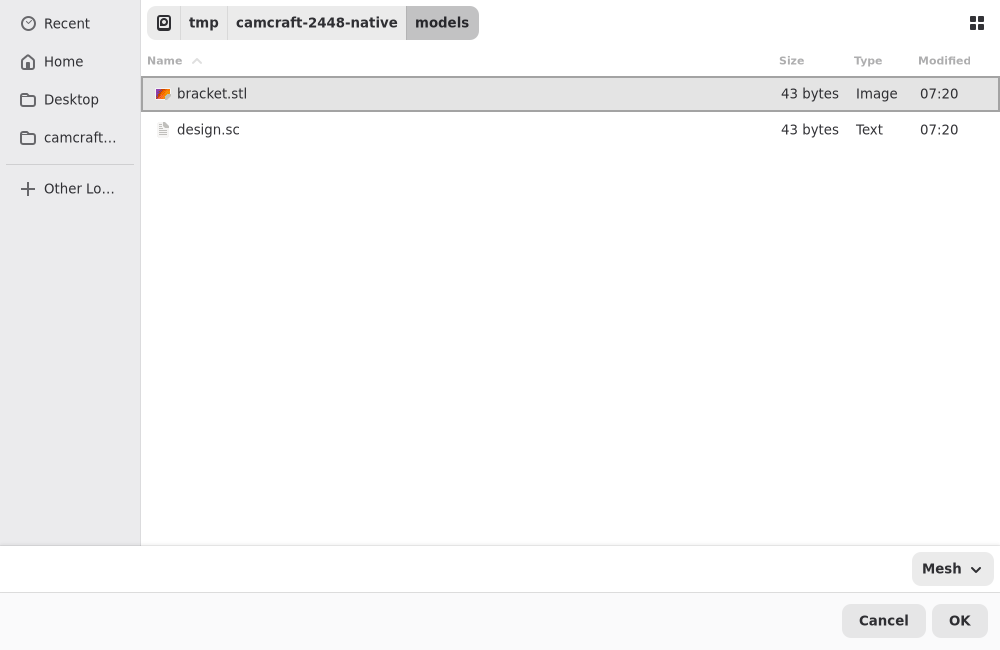 Recent
Home
Desktop
camcraft...
Other Lo...
tmp camcraft-2448-native models
Name Size Type Modified
bracket.stl 43 bytes Image 07:20
design.sc 43 bytes Text 07:20
Mesh
Cancel OK